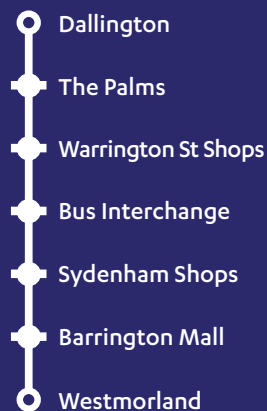 Dallington
The Palms
Warrington St Shops
Bus Interchange
Sydenham Shops
Barrington Mall
Westmorland